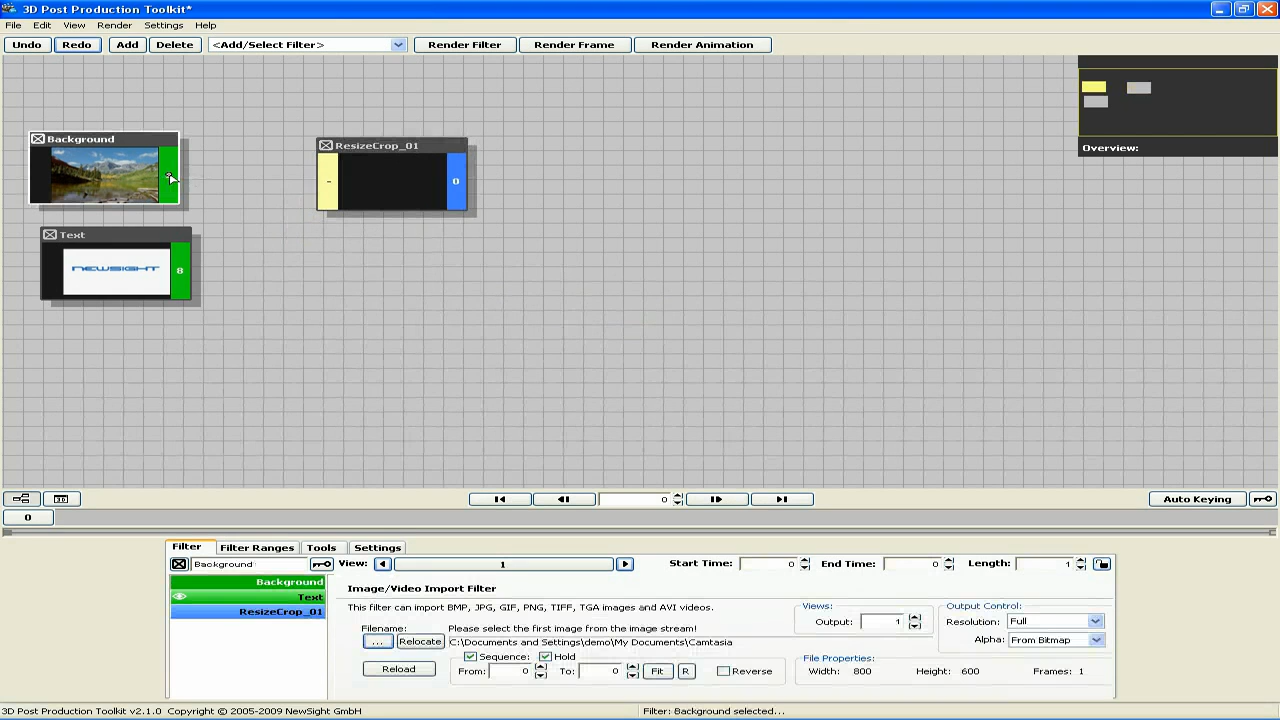 3D Post Production Toolkit*
File Edit View Render Settings Help
Undo Redo Add Delete <Add/Select Filter> Render Filter Render Frame Render Animation
Background
ResizeCrop_01
- 0
Text
NEWSIGHT 8
Overview:
0 Auto Keying
0
Filter Filter Ranges Tools Settings
Background View: 1 Start Time: 0 End Time: 0 Length: 1
Background
Text
ResizeCrop_01
Image/Video Import Filter
This filter can import BMP, JPG, GIF, PNG, TIFF, TGA images and AVI videos.
Filename: Please select the first image from the image stream!
... Relocate C:\Documents and Settings\demo\My Documents\Camtasia
Sequence: Hold
Reload From: 0 To: 0 Fit R Reverse
Views:
Output: 1
Output Control:
Resolution: Full
Alpha: From Bitmap
File Properties:
Width: 800 Height: 600 Frames: 1
3D Post Production Toolkit v2.1.0 Copyright © 2005-2009 NewSight GmbH Filter: Background selected...